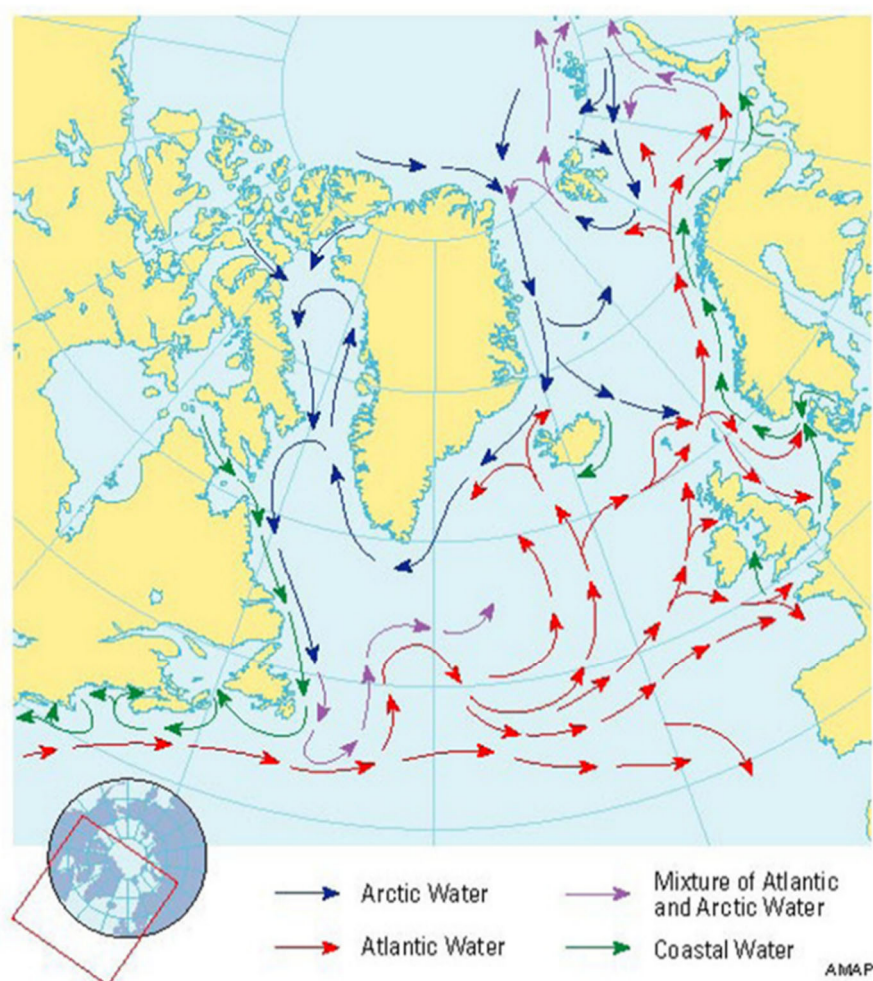 Arctic Water
Atlantic Water
Mixture of Atlantic
and Arctic Water
Coastal Water
AMAP